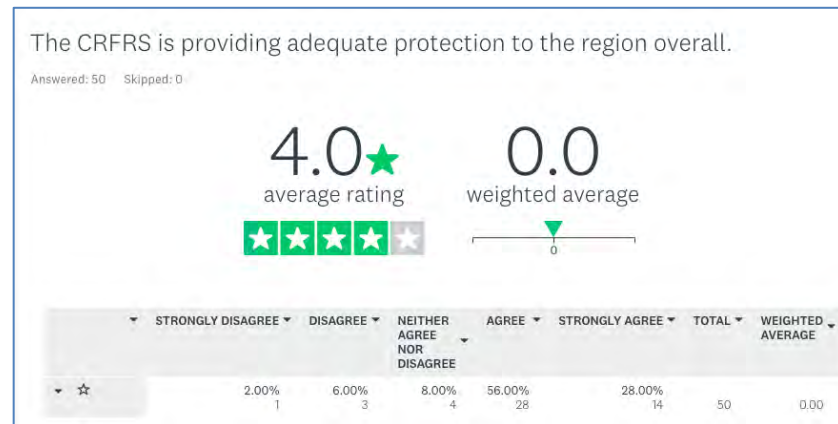 The CRFRS is providing adequate protection to the region overall.
Answered: 50 Skipped: 0
4.0 0.0
average rating weighted average
0
STRONGLY DISAGREE DISAGREE NEITHER AGREE NOR DISAGREE AGREE STRONGLY AGREE TOTAL WEIGHTED AVERAGE
2.00% 6.00% 8.00% 56.00% 28.00%
1 3 4 28 14 50 0.00